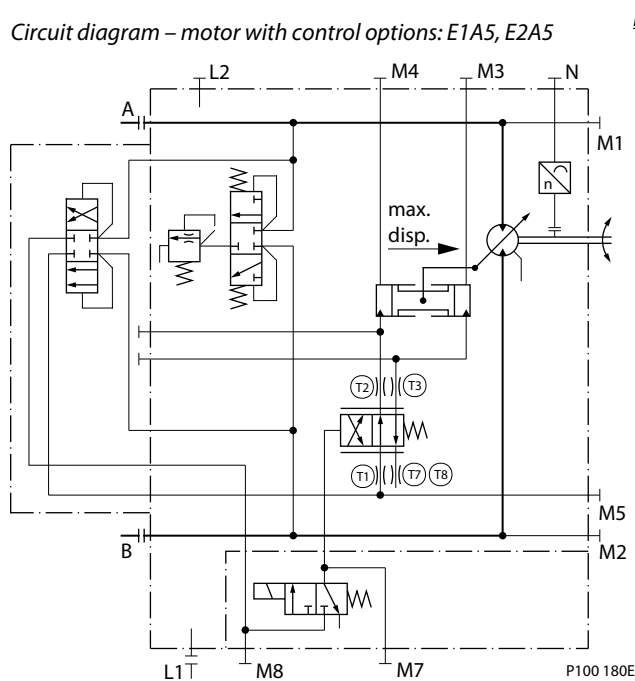 Circuit diagram – motor with control options: E1A5, E2A5
L2
M4
M3
N
A
M1
n
max.
disp.
T2
T3
T1
T7
T8
M5
B
M2
L1
M8
M7
P100 180E